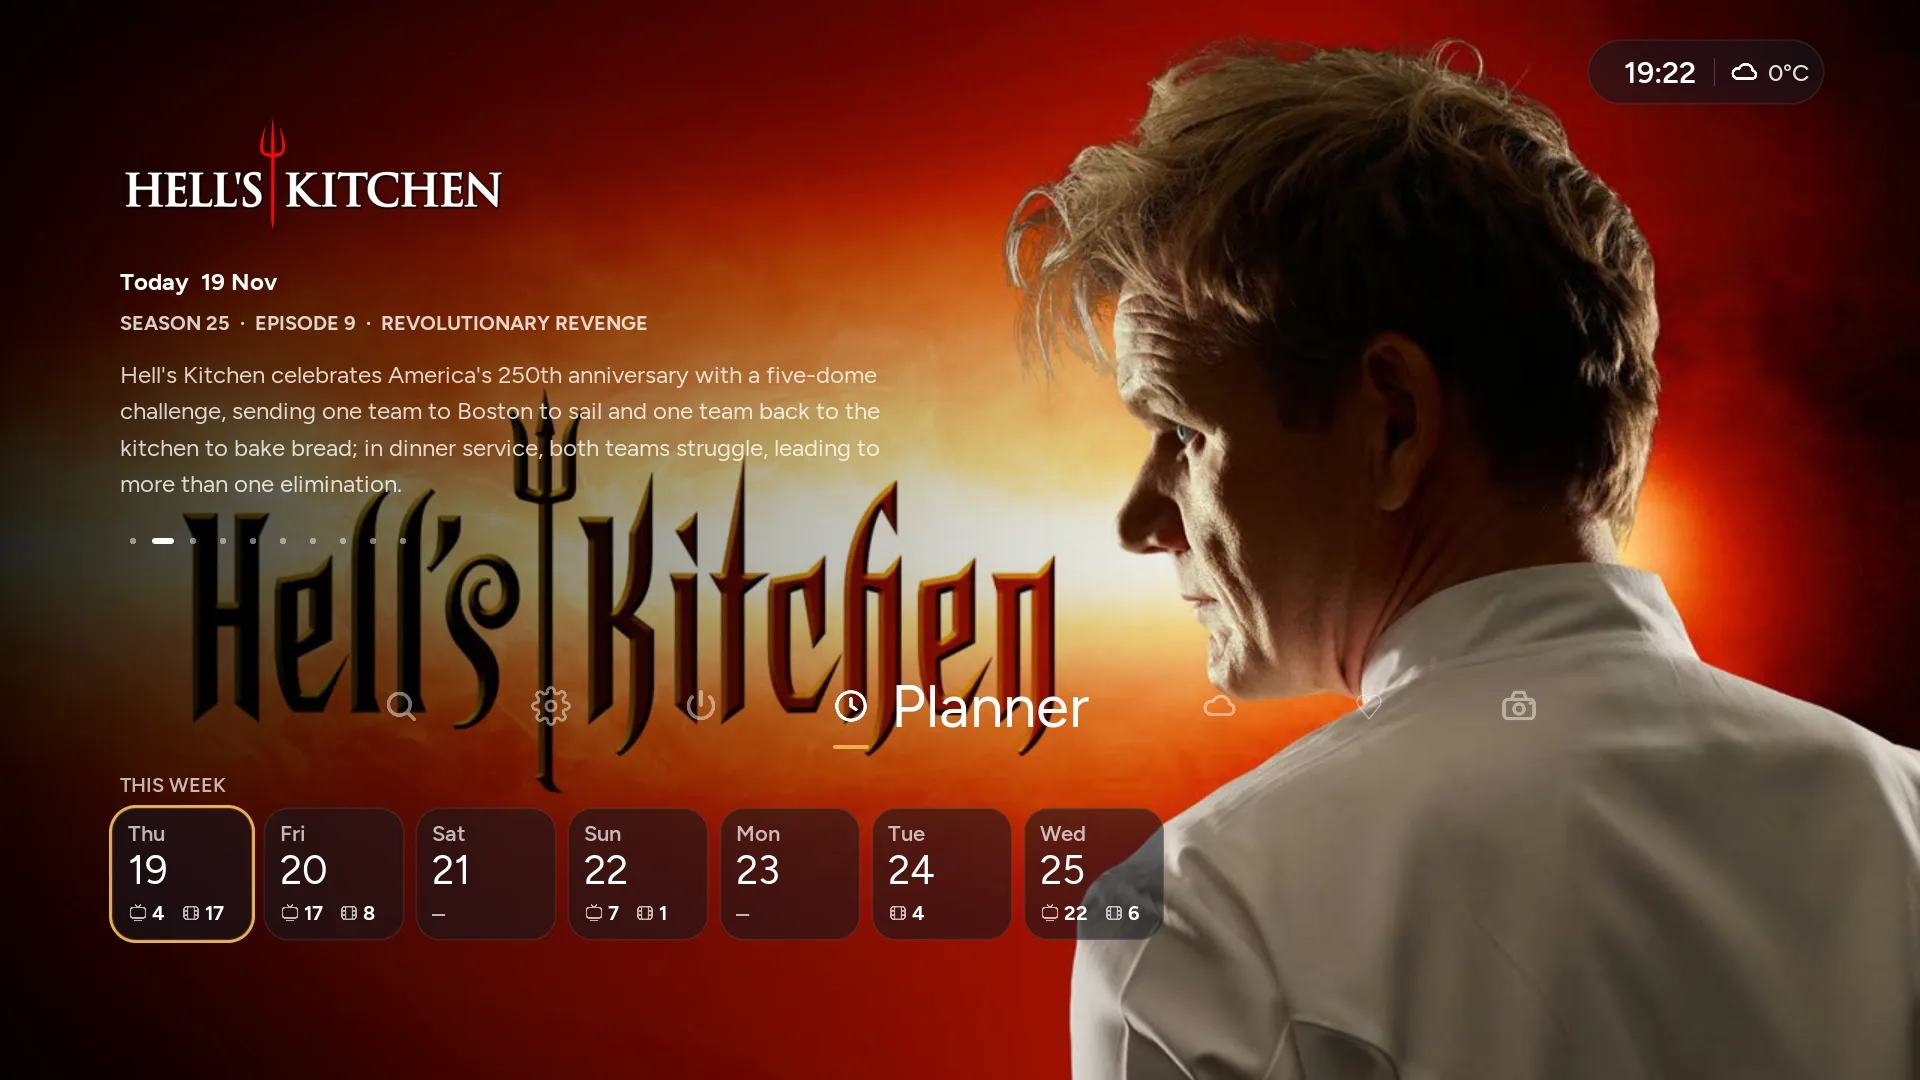 19:22
0°C
HELL'S KITCHEN
Today 19 Nov
SEASON 25 · EPISODE 9 · REVOLUTIONARY REVENGE
Hell's Kitchen celebrates America's 250th anniversary with a five-dome
challenge, sending one team to Boston to sail and one team back to the
kitchen to bake bread; in dinner service, both teams struggle, leading to
more than one elimination.
Hell's Kitchen
Planner
THIS WEEK
Thu
19
4 17
Fri
20
17 8
Sat
21
–
Sun
22
7 1
Mon
23
–
Tue
24
4
Wed
25
22 6